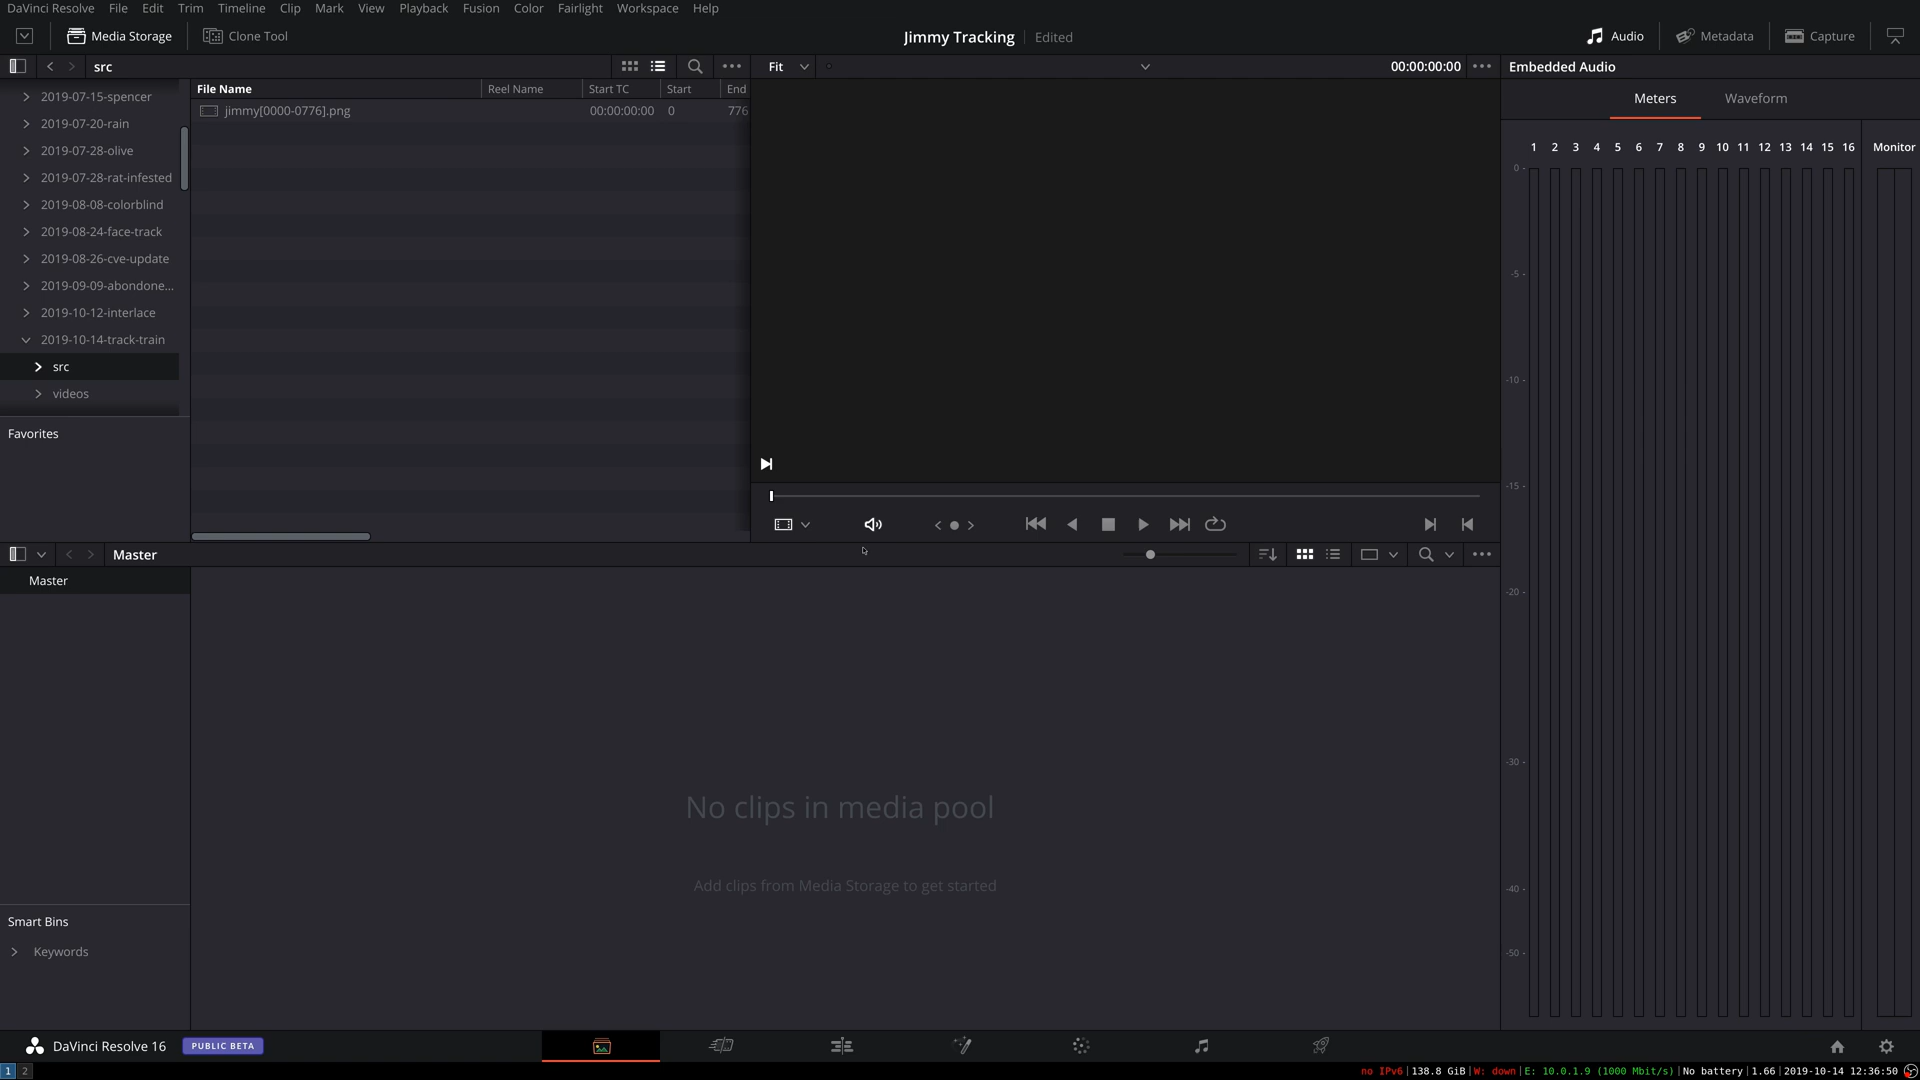 DaVinci Resolve File Edit Trim Timeline Clip Mark View Playback Fusion Color Fairlight Workspace Help
Media Storage Clone Tool Jimmy Tracking Edited Audio Metadata Capture
src Fit 00:00:00:00 Embedded Audio
File Name Reel Name Start TC Start End
jimmy[0000-0776].png 00:00:00:00 0 776
2019-07-15-spencer
2019-07-20-rain
2019-07-28-olive
2019-07-28-rat-infested
2019-08-08-colorblind
2019-08-24-face-track
2019-08-26-cve-update
2019-09-09-abondone...
2019-10-12-interlace
2019-10-14-track-train
src
videos
Favorites
Meters Waveform
1 2 3 4 5 6 7 8 9 10 11 12 13 14 15 16 Monitor
0 -
-5 -
-10 -
-15 -
-20 -
-30 -
-40 -
-50 -
Master
Master
No clips in media pool
Add clips from Media Storage to get started
Smart Bins
Keywords
DaVinci Resolve 16 PUBLIC BETA
1 2 no IPv6|138.8 GiB|W: down|E: 10.0.1.9 (1000 Mbit/s)|No battery|1.66|2019-10-14 12:36:50